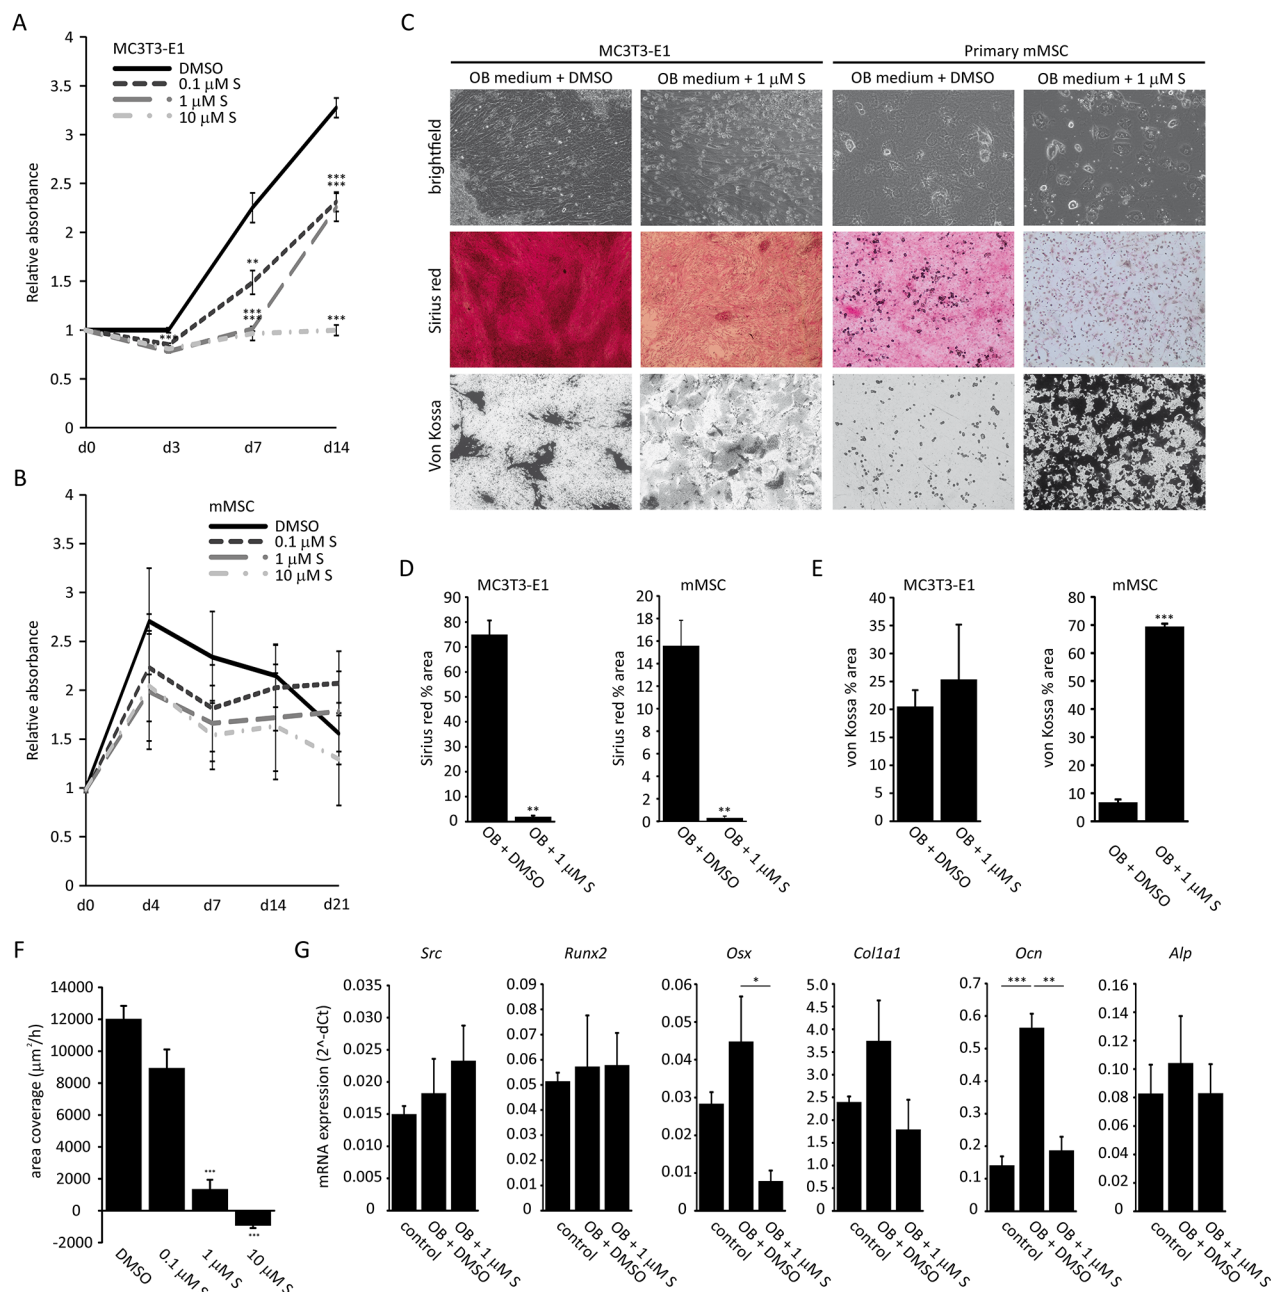 A
MC3T3-E1
DMSO
0.1 µM S
1 µM S
10 µM S
Relative absorbance
4
3.5
3
2.5
2
1.5
1
0.5
0
***
***
**
***
***
**
***
d0 d3 d7 d14
B
mMSC
DMSO
0.1 µM S
1 µM S
10 µM S
Relative absorbance
4
3.5
3
2.5
2
1.5
1
0.5
0
d0 d4 d7 d14 d21
C
MC3T3-E1 Primary mMSC
OB medium + DMSO OB medium + 1 µM S OB medium + DMSO OB medium + 1 µM S
brightfield
Sirius red
Von Kossa
D
MC3T3-E1
Sirius red % area
90
80
70
60
50
40
30
20
10
0
**
OB + DMSO
OB + 1 µM S
mMSC
Sirius red % area
20
18
16
14
12
10
8
6
4
2
0
**
OB + DMSO
OB + 1 µM S
E
MC3T3-E1
von Kossa % area
40
35
30
25
20
15
10
5
0
OB + DMSO
OB + 1 µM S
mMSC
von Kossa % area
80
70
60
50
40
30
20
10
0
***
OB + DMSO
OB + 1 µM S
F
area coverage (µm²/h)
14000
12000
10000
8000
6000
4000
2000
0
-2000
***
***
DMSO
0.1 µM S
1 µM S
10 µM S
G
mRNA expression (2^-dCt)
Src
0.035
0.030
0.025
0.020
0.015
0.010
0.005
0
control
OB + DMSO
OB + 1 µM S
Runx2
0.09
0.08
0.07
0.06
0.05
0.04
0.03
0.02
0.01
0
control
OB + DMSO
OB + 1 µM S
Osx
0.06
0.05
0.04
0.03
0.02
0.01
0
*
control
OB + DMSO
OB + 1 µM S
Col1a1
5.0
4.5
4.0
3.5
3.0
2.5
2.0
1.5
1.0
0.5
0
control
OB + DMSO
OB + 1 µM S
Ocn
0.7
0.6
0.5
0.4
0.3
0.2
0.1
0
*** **
control
OB + DMSO
OB + 1 µM S
Alp
0.16
0.14
0.12
0.10
0.08
0.06
0.04
0.02
0
control
OB + DMSO
OB + 1 µM S